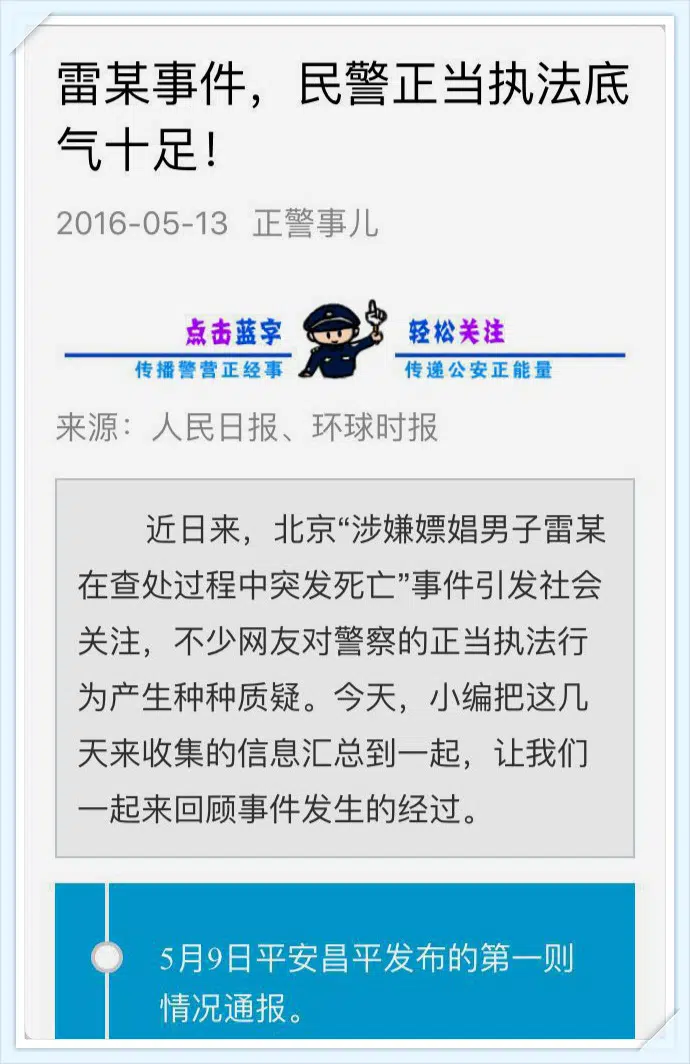 雷某事件，民警正当执法底
气十足！
2016-05-13 正警事儿
点击蓝字 轻松关注
传播警营正经事 传递公安正能量
来源：人民日报、环球时报
近日来，北京“涉嫌嫖娼男子雷某
在查处过程中突发死亡”事件引发社会
关注，不少网友对警察的正当执法行
为产生种种质疑。今天，小编把这几
天来收集的信息汇总到一起，让我们
一起来回顾事件发生的经过。
5月9日平安昌平发布的第一则
情况通报。